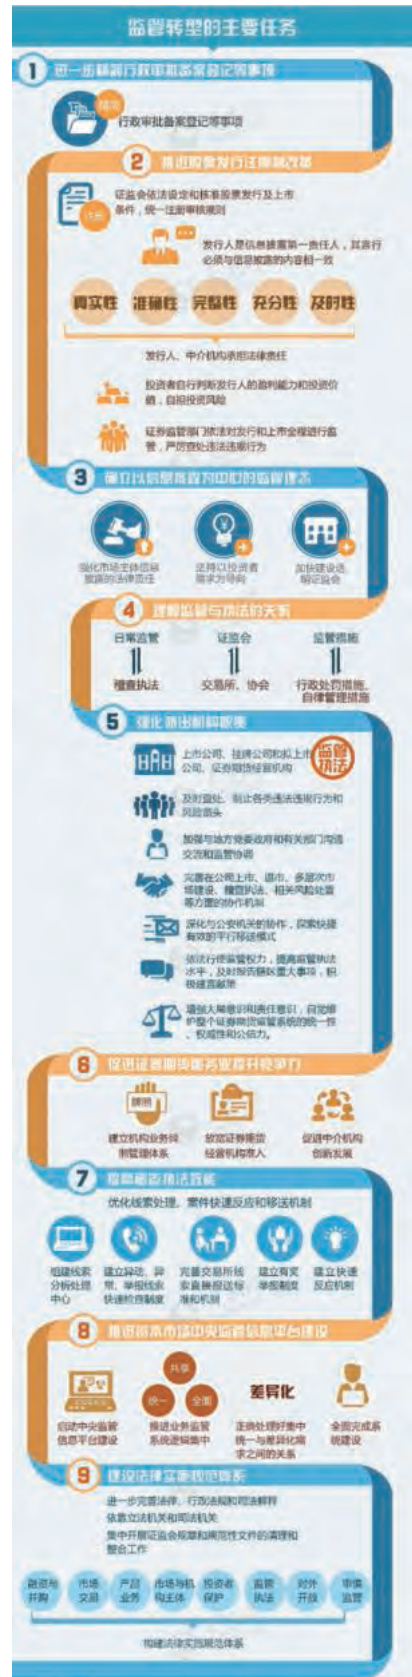 监管转型的主要任务
1 进一步精简行政审批备案登记等事项
精简
行政审批备案登记等事项
2 推进股票发行注册制改革
证监会依法设定和核准股票发行及上市
条件，统一注册审核规则
注册
发行人是信息披露第一责任人，其言行
必须与信息披露的内容相一致
真实性 准确性 完整性 充分性 及时性
发行人、中介机构承担法律责任
投资者自行判断发行人的盈利能力和投资价
值，自担投资风险
证券监管部门依法对发行和上市全程进行监
管，严厉查处违法违规行为
3 确立以信息披露为中心的监管理念
强化市场主体信息
披露的法律责任
坚持以投资者
需求为导向
加快建设透
明证监会
4 理顺监管与执法的关系
日常监管 证监会 监管措施
稽查执法 交易所、协会 行政处罚措施、
自律管理措施
5 强化派出机构职责
上市公司、挂牌公司和拟上市
公司、证券期货经营机构
监管
执法
及时查处、制止各类违法违规行为和
风险苗头
加强与地方党委政府和有关部门沟通
交流和监管协调
完善在公司上市、退市、多层次市
场建设、稽查执法、相关风险处置
等方面的协作机制
深化与公安机关的协作，探索快捷
有效的平行移送模式
依法行使监管权力，提高监管执法
水平，及时报告辖区重大事项，积
极建言献策
增强大局意识和责任意识，自觉维
护整个证券期货监管系统的统一性
、权威性和公信力。
6 促进证券期货服务业提升竞争力
牌照
建立机构业务牌
照管理体系
放宽证券期货
经营机构准入
促进中介机构
创新发展
7 提高稽查执法效能
优化线索处理、案件快速反应和移送机制
组建线索
分析处理
中心
建立异动、异
常、举报线索
快速检查制度
完善交易所线
索直接报送标
准和机制
建立有奖
举报制度
建立快速
反应机制
8 推进资本市场中央监管信息平台建设
共享
统一 全面
差异化
启动中央监管
信息平台建设
推进业务监管
系统逻辑集中
正确处理好集中
统一与差异化需
求之间的关系
全面完成系
统建设
9 建设法律实施规范体系
进一步完善法律、行政法规和司法解释
依靠立法机关和司法机关
集中开展证监会规章和规范性文件的清理和
整合工作
融资与
并购
市场
交易
产品
业务
市场与机
构主体
投资者
保护
监管
执法
对外
开放
审慎
监管
构建法律实施规范体系